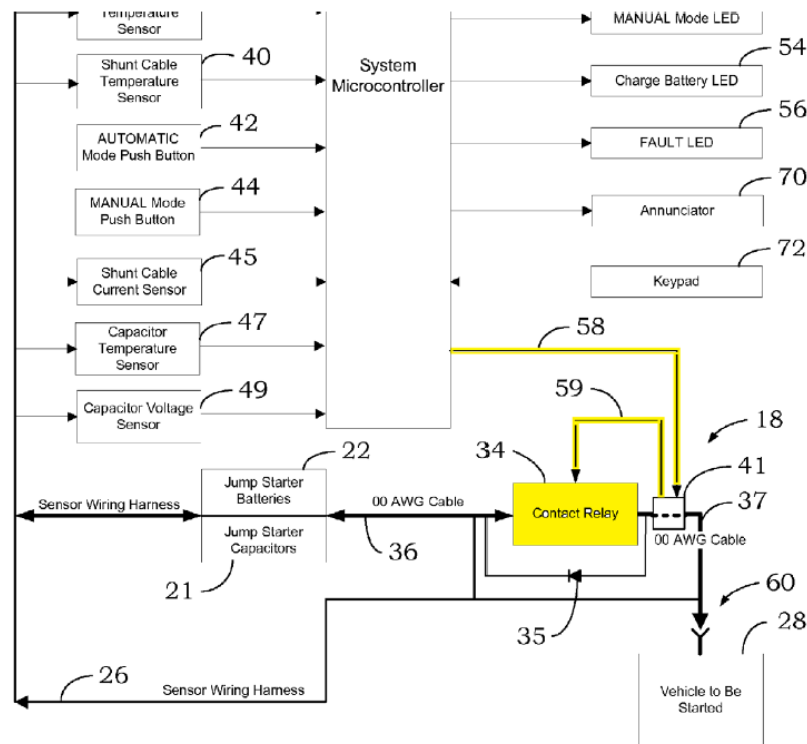 Temperature
Sensor
Shunt Cable
Temperature
Sensor
40
AUTOMATIC
Mode Push Button
42
MANUAL Mode
Push Button
44
Shunt Cable
Current Sensor
45
Capacitor
Temperature
Sensor
47
Capacitor Voltage
Sensor
49
System
Microcontroller
MANUAL Mode LED
Charge Battery LED
54
FAULT LED
56
Annunciator
70
Keypad
72
58
59
18
22
34
41
37
Jump Starter
Batteries
Sensor Wiring Harness
00 AWG Cable
Contact Relay
00 AWG Cable
Jump Starter
Capacitors
36
21
35
60
28
26
Sensor Wiring Harness
Vehicle to Be
Started